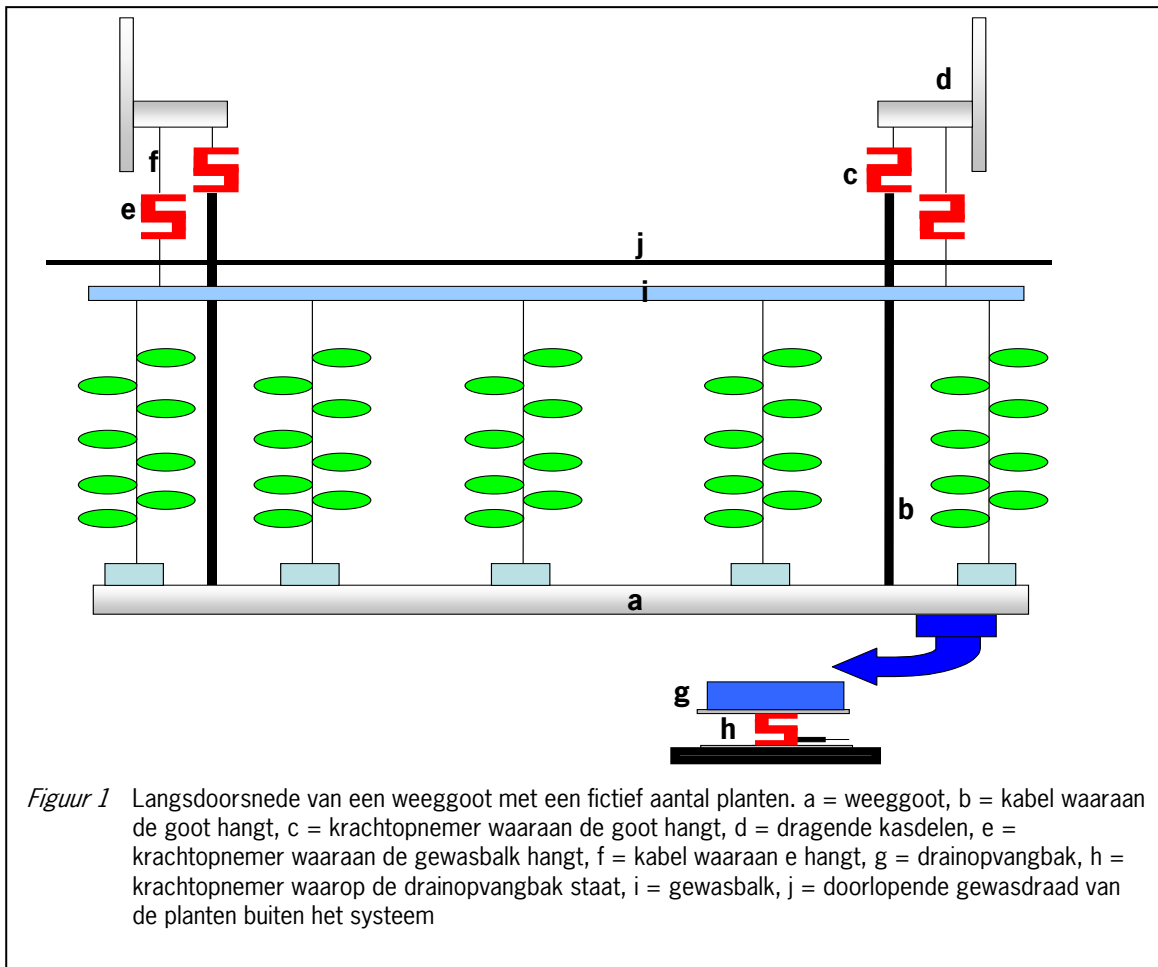 d
f
c
e
j
i
b
a
g
h
Figuur 1 Langsdoorsnede van een weeggoot met een fictief aantal planten. a = weeggoot, b = kabel waaraan
de goot hangt, c = krachtopnemer waaraan de goot hangt, d = dragende kasdelen, e =
krachtopnemer waaraan de gewasbalk hangt, f = kabel waaraan e hangt, g = drainopvangbak, h =
krachtopnemer waarop de drainopvangbak staat, i = gewasbalk, j = doorlopende gewasdraad van
de planten buiten het systeem